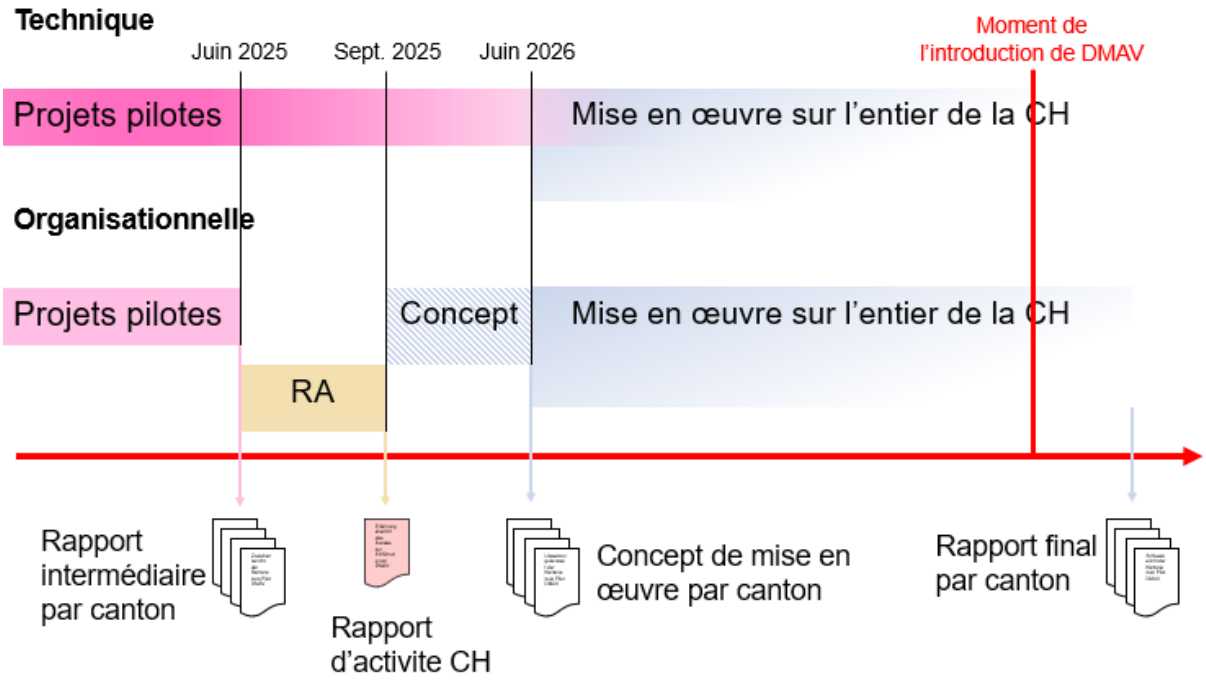 Technique
Juin 2025
Sept. 2025
Juin 2026
Moment de
l'introduction de DMAV
Projets pilotes
Mise en œuvre sur l'entier de la CH
Organisationnelle
Projets pilotes
Concept
Mise en œuvre sur l'entier de la CH
RA
Rapport
intermédiaire
par canton
Rapport
d'activite CH
Concept de mise en
œuvre par canton
Rapport final
par canton